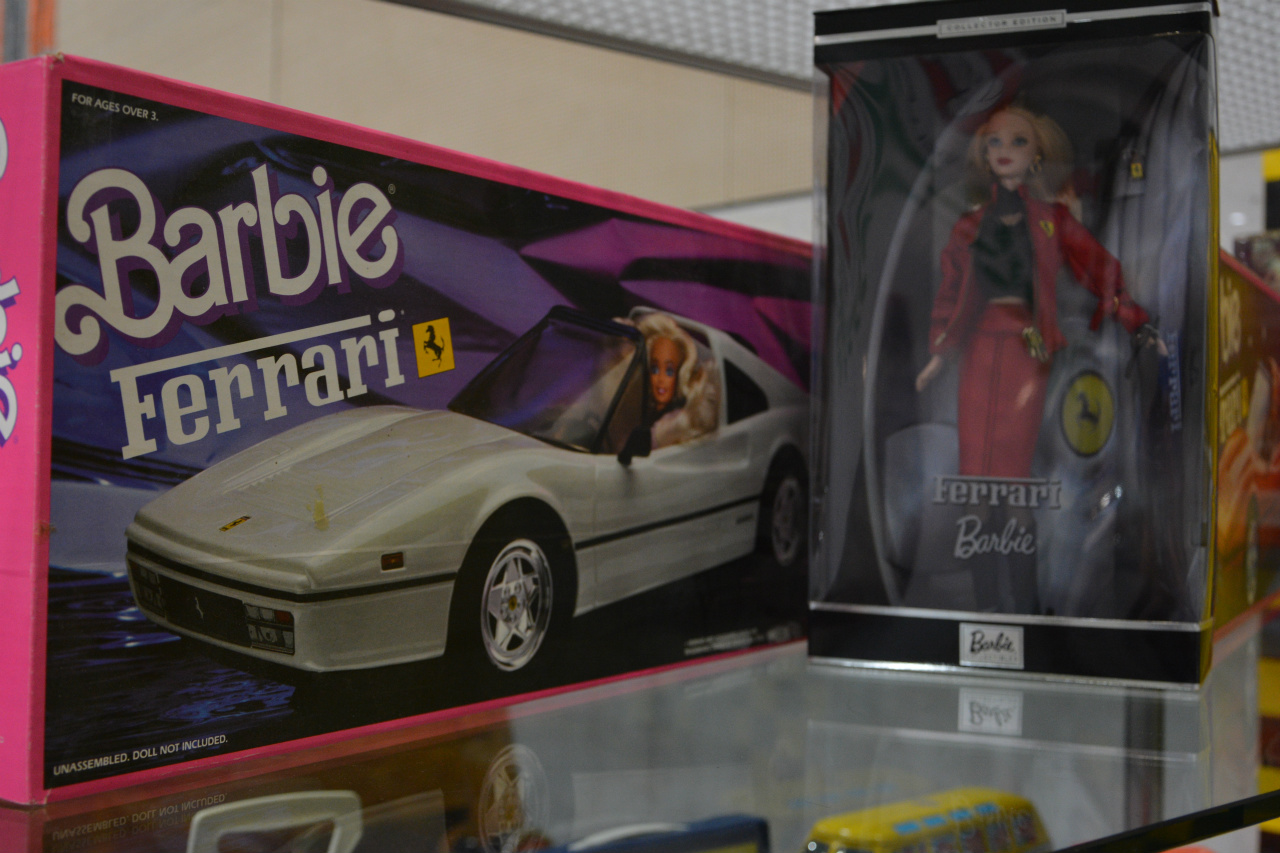 FOR AGES OVER 3.
Barbie®
Ferrari
UNASSEMBLED. DOLL NOT INCLUDED.
COLLECTOR EDITION
Ferrari
Barbie
Barbie